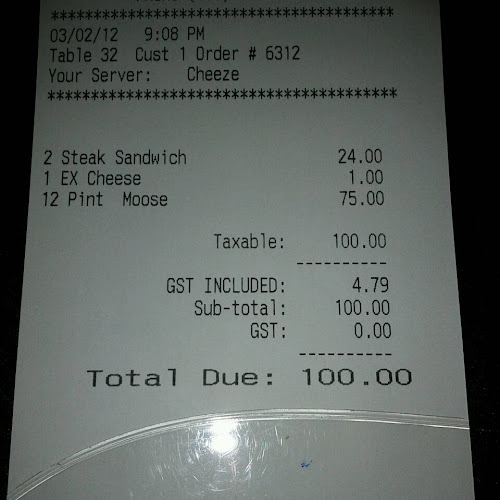 ****************************************
03/02/12 9:08 PM
Table 32 Cust 1 Order # 6312
Your Server: Cheeze
****************************************
2 Steak Sandwich 24.00
1 EX Cheese 1.00
12 Pint Moose 75.00
Taxable: 100.00
----------
GST INCLUDED: 4.79
Sub-total: 100.00
GST: 0.00
----------
Total Due: 100.00